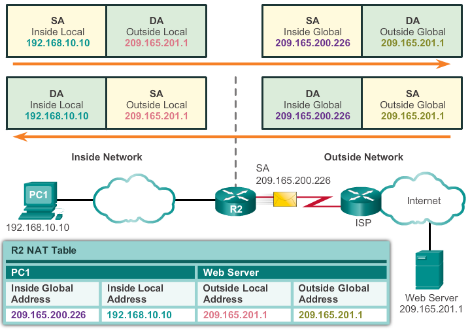 SA
Inside Local
192.168.10.10
DA
Outside Local
209.165.201.1
SA
Inside Global
209.165.200.226
DA
Outside Global
209.165.201.1
DA
Inside Local
192.168.10.10
SA
Outside Local
209.165.201.1
DA
Inside Global
209.165.200.226
SA
Outside Global
209.165.201.1
Inside Network
Outside Network
SA
209.165.200.226
PC1
R2
ISP
Internet
192.168.10.10
Web Server
209.165.201.1
R2 NAT Table
PC1 Web Server
Inside Global Address
Inside Local Address
Outside Local Address
Outside Global Address
209.165.200.226 192.168.10.10 209.165.201.1 209.165.201.1